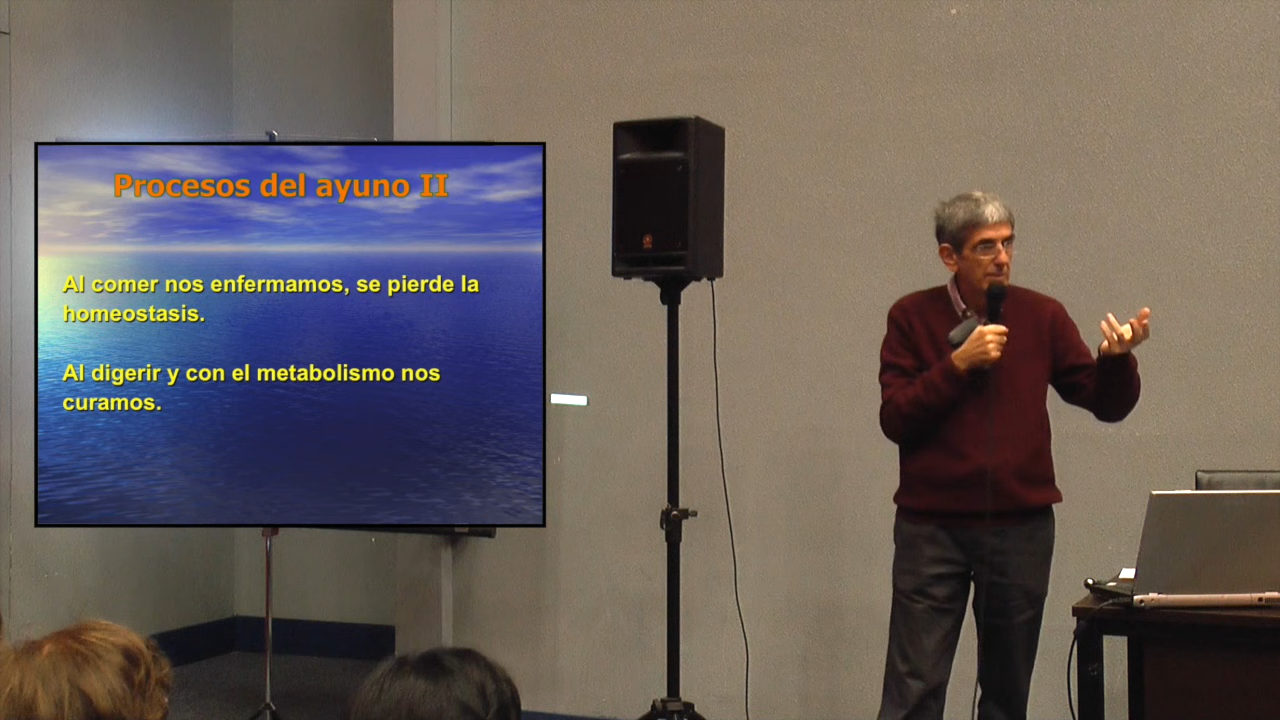 Procesos del ayuno II
Al comer nos enfermamos, se pierde la
homeostasis.
Al digerir y con el metabolismo nos
curamos.